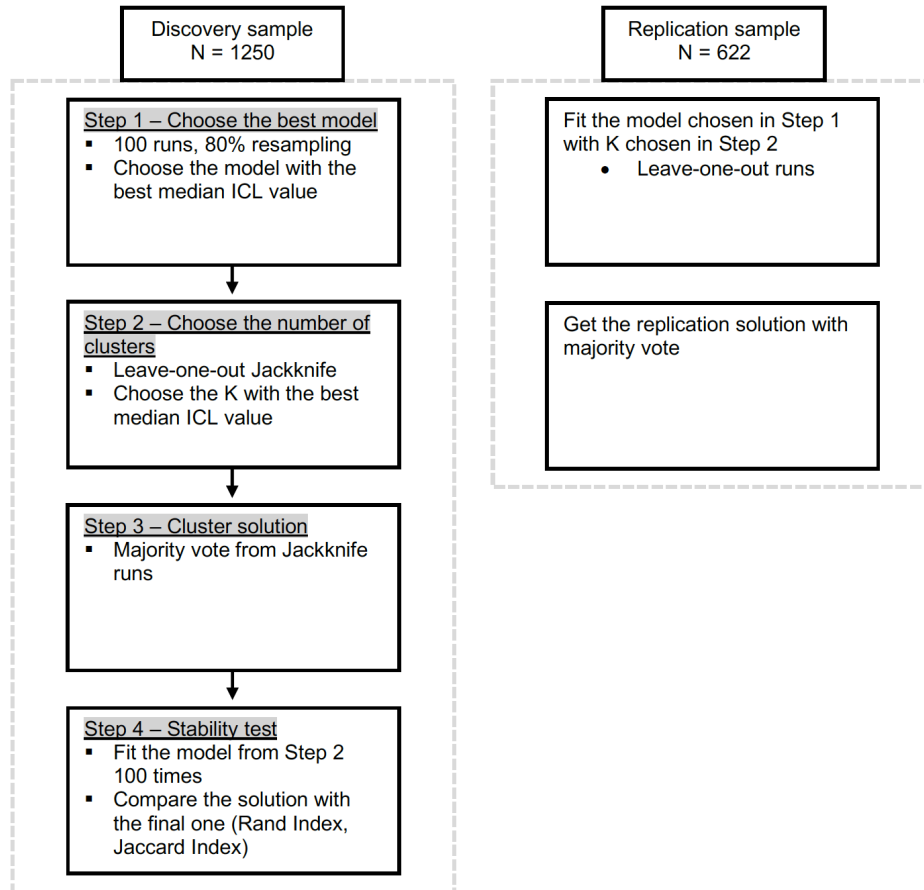 Discovery sample
N = 1250
Step 1 – Choose the best model
▪ 100 runs, 80% resampling
▪ Choose the model with the
best median ICL value
Step 2 – Choose the number of
clusters
▪ Leave-one-out Jackknife
▪ Choose the K with the best
median ICL value
Step 3 – Cluster solution
▪ Majority vote from Jackknife
runs
Step 4 – Stability test
▪ Fit the model from Step 2
100 times
▪ Compare the solution with
the final one (Rand Index,
Jaccard Index)
Replication sample
N = 622
Fit the model chosen in Step 1
with K chosen in Step 2
• Leave-one-out runs
Get the replication solution with
majority vote